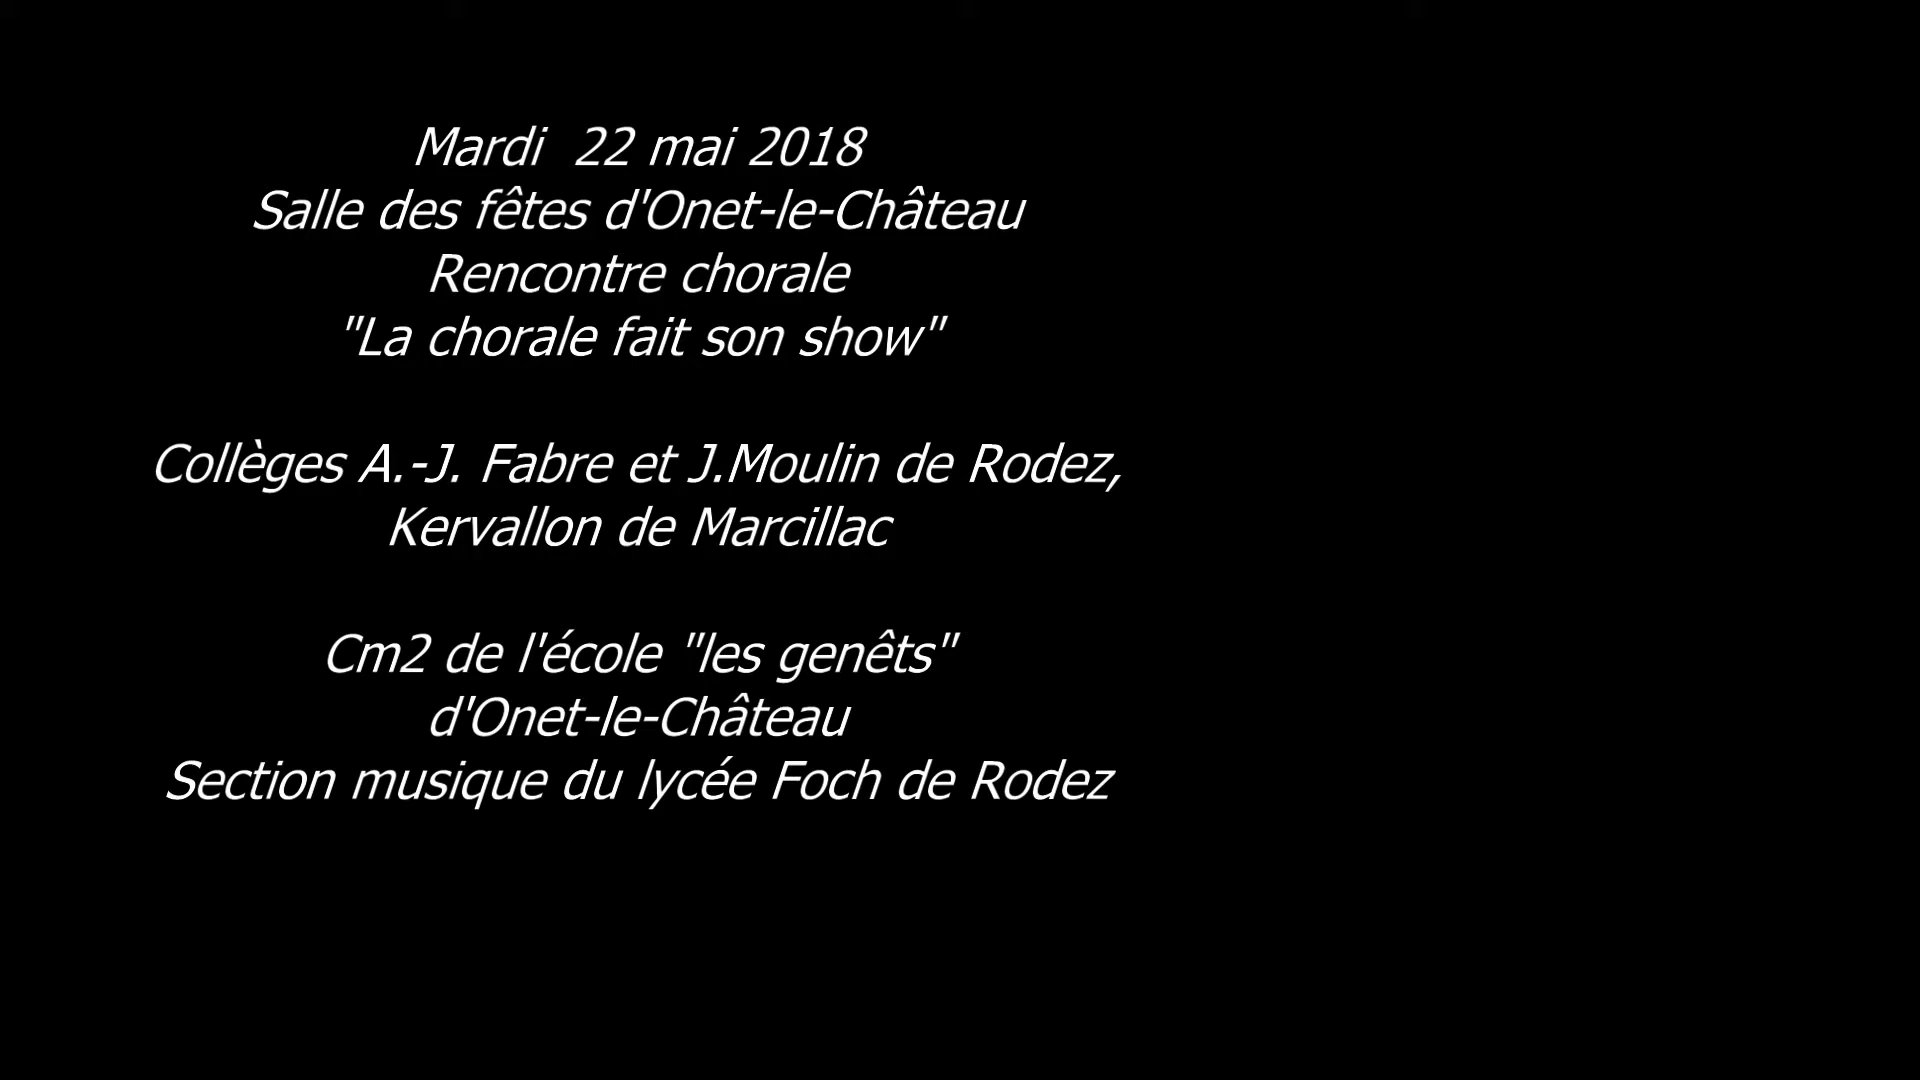 Mardi  22 mai 2018
Salle des fêtes d'Onet-le-Château
Rencontre chorale
"La chorale fait son show"
Collèges A.-J. Fabre et J.Moulin de Rodez,
Kervallon de Marcillac
Cm2 de l'école "les genêts"
d'Onet-le-Château
Section musique du lycée Foch de Rodez